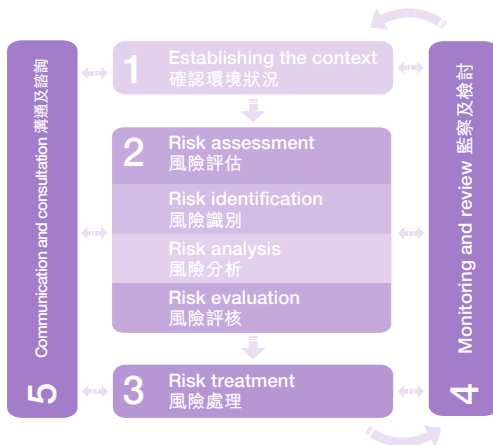 1
Establishing the context
確認環境狀況
2
Risk assessment
風險評估
Risk identification
風險識別
Risk analysis
風險分析
Risk evaluation
風險評核
3
Risk treatment
風險處理
4 Monitoring and review 監察及檢討
5 Communication and consultation 溝通及諮詢